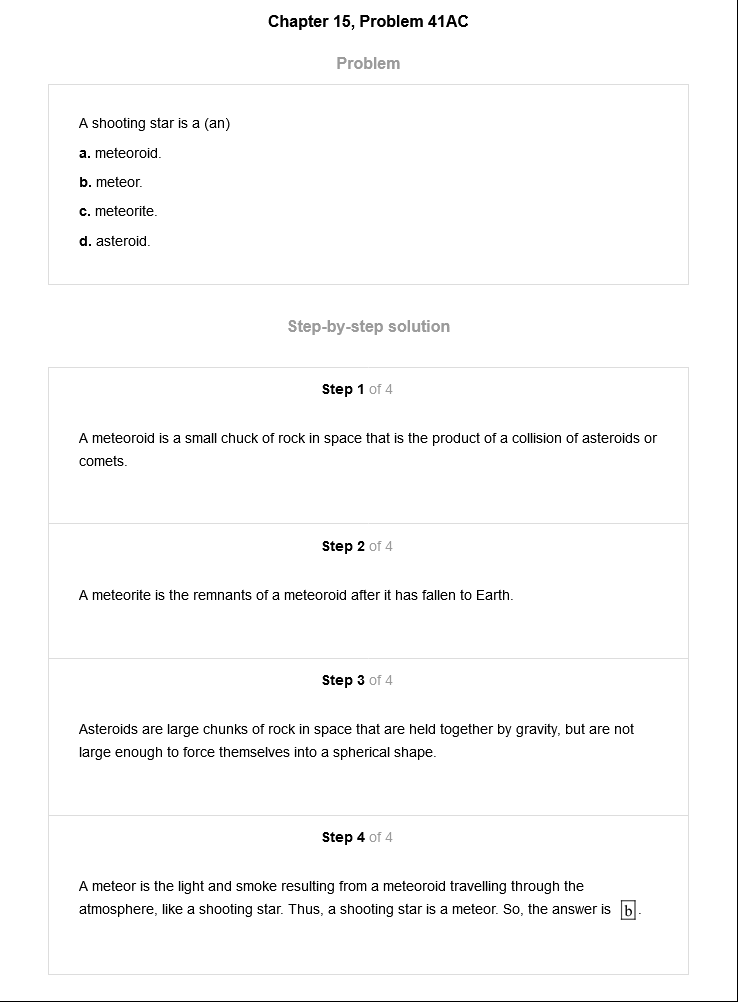 Chapter 15, Problem 41AC
Problem
A shooting star is a (an)
a. meteoroid.
b. meteor.
c. meteorite.
d. asteroid.
Step-by-step solution
Step 1 of 4
A meteoroid is a small chuck of rock in space that is the product of a collision of asteroids or
comets.
Step 2 of 4
A meteorite is the remnants of a meteoroid after it has fallen to Earth.
Step 3 of 4
Asteroids are large chunks of rock in space that are held together by gravity, but are not
large enough to force themselves into a spherical shape.
Step 4 of 4
A meteor is the light and smoke resulting from a meteoroid travelling through the
atmosphere, like a shooting star. Thus, a shooting star is a meteor. So, the answer is b.